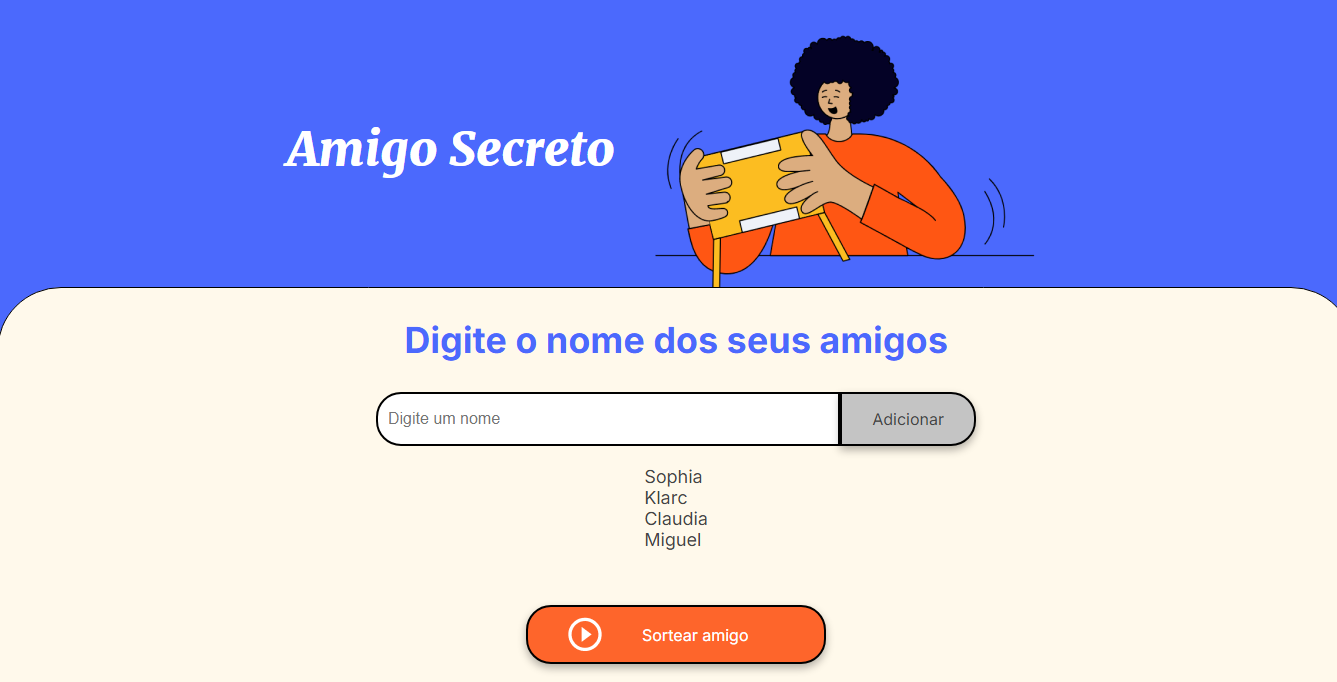 Amigo Secreto
Digite o nome dos seus amigos
Digite um nome
Adicionar
Sophia
Klarc
Claudia
Miguel
Sortear amigo